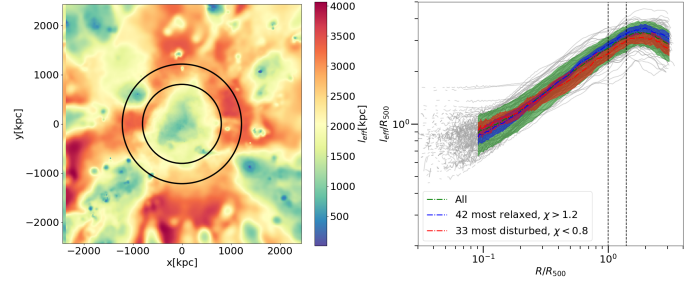 2000
1000
0
−1000
−2000
y[kpc]
−2000 −1000 0 1000 2000
x[kpc]
4000
3500
3000
2500
2000
1500
1000
500
l_eff[kpc]
10^0
l_eff/R_500
All
42 most relaxed, χ > 1.2
33 most disturbed, χ < 0.8
10^−1 10^0
R/R_500